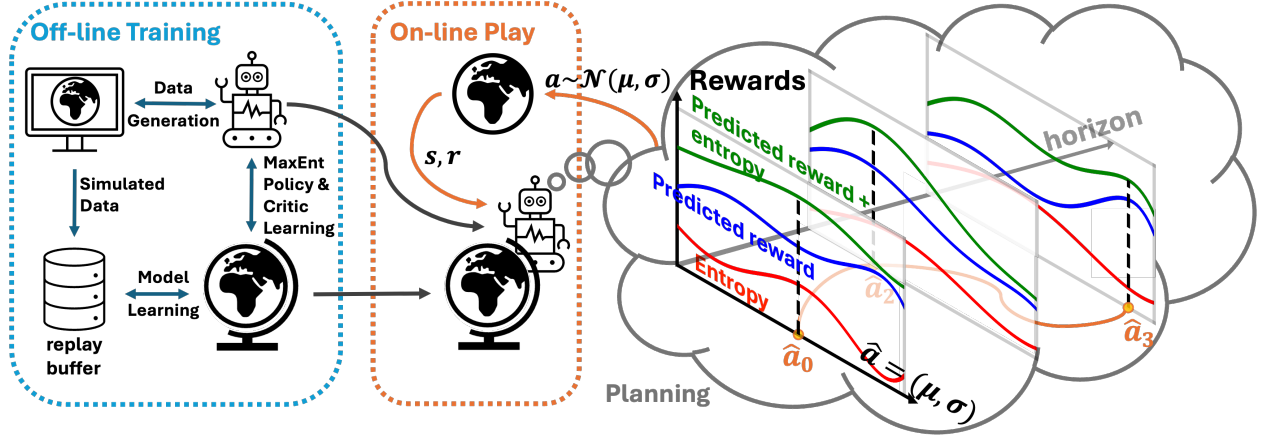 Off-line Training
Data
Generation
Simulated
Data
MaxEnt
Policy &
Critic
Learning
Model
Learning
replay
buffer
On-line Play
a~𝒩(μ, σ)
s, r
Planning
Rewards
Predicted reward +
entropy
Predicted reward
Entropy
horizon
â₀
a₂
â₃
â = (μ, σ)